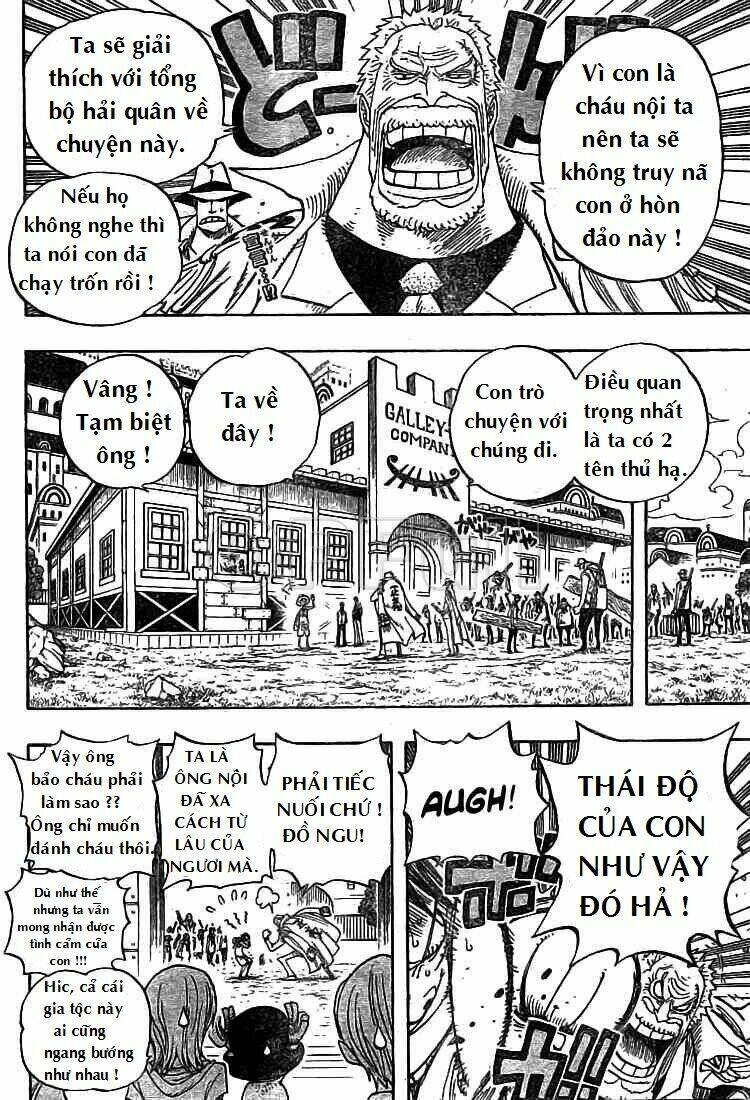 Vì con là
cháu nội ta
nên ta sẽ
không truy nã
con ở hòn
đảo này !
Ta sẽ giải
thích với tổng
bộ hải quân về
chuyện này.
Nếu họ
không nghe thì
ta nói con đã
chạy trốn rồi !
ドーん
Điều quan
trọng nhất
là ta có 2
tên thủ hạ.
Con trò
chuyện với
chúng đi.
Ta về
đây !
Vâng !
Tạm biệt
ông !
GALLEY-
COMPANY
THÁI ĐỘ
CỦA CON
NHƯ VẬY
ĐÓ HẢ !
AUGH!
PHẢI TIẾC
NUỐI CHỨ !
ĐỒ NGU!
TA LÀ
ÔNG NỘI
ĐÃ XA
CÁCH TỪ
LÂU CỦA
NGƯƠI MÀ.
Vậy ông
bảo cháu phải
làm sao ??
Ông chỉ muốn
đánh cháu thôi.
Dù như thế
nhưng ta vẫn
mong nhận được
tình cảm của
con !!!
Hic, cả cái
gia tộc này
ai cũng
ngang bướng
như nhau !